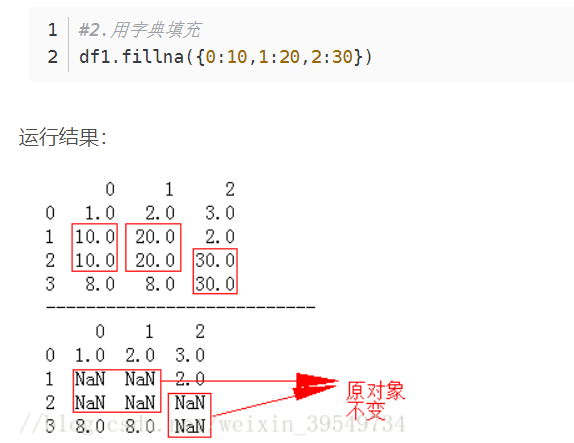 1 #2.用字典填充
2 df1.fillna({0:10,1:20,2:30})
运行结果：
0 1 2
0 1.0 2.0 3.0
1 10.0 20.0 2.0
2 10.0 20.0 30.0
3 8.0 8.0 30.0
----------------------------
0 1 2
0 1.0 2.0 3.0
1 NaN NaN 2.0
2 NaN NaN NaN
3 8.0 8.0 NaN
原对象
不变
//blog.csdn.net/weixin_39549734